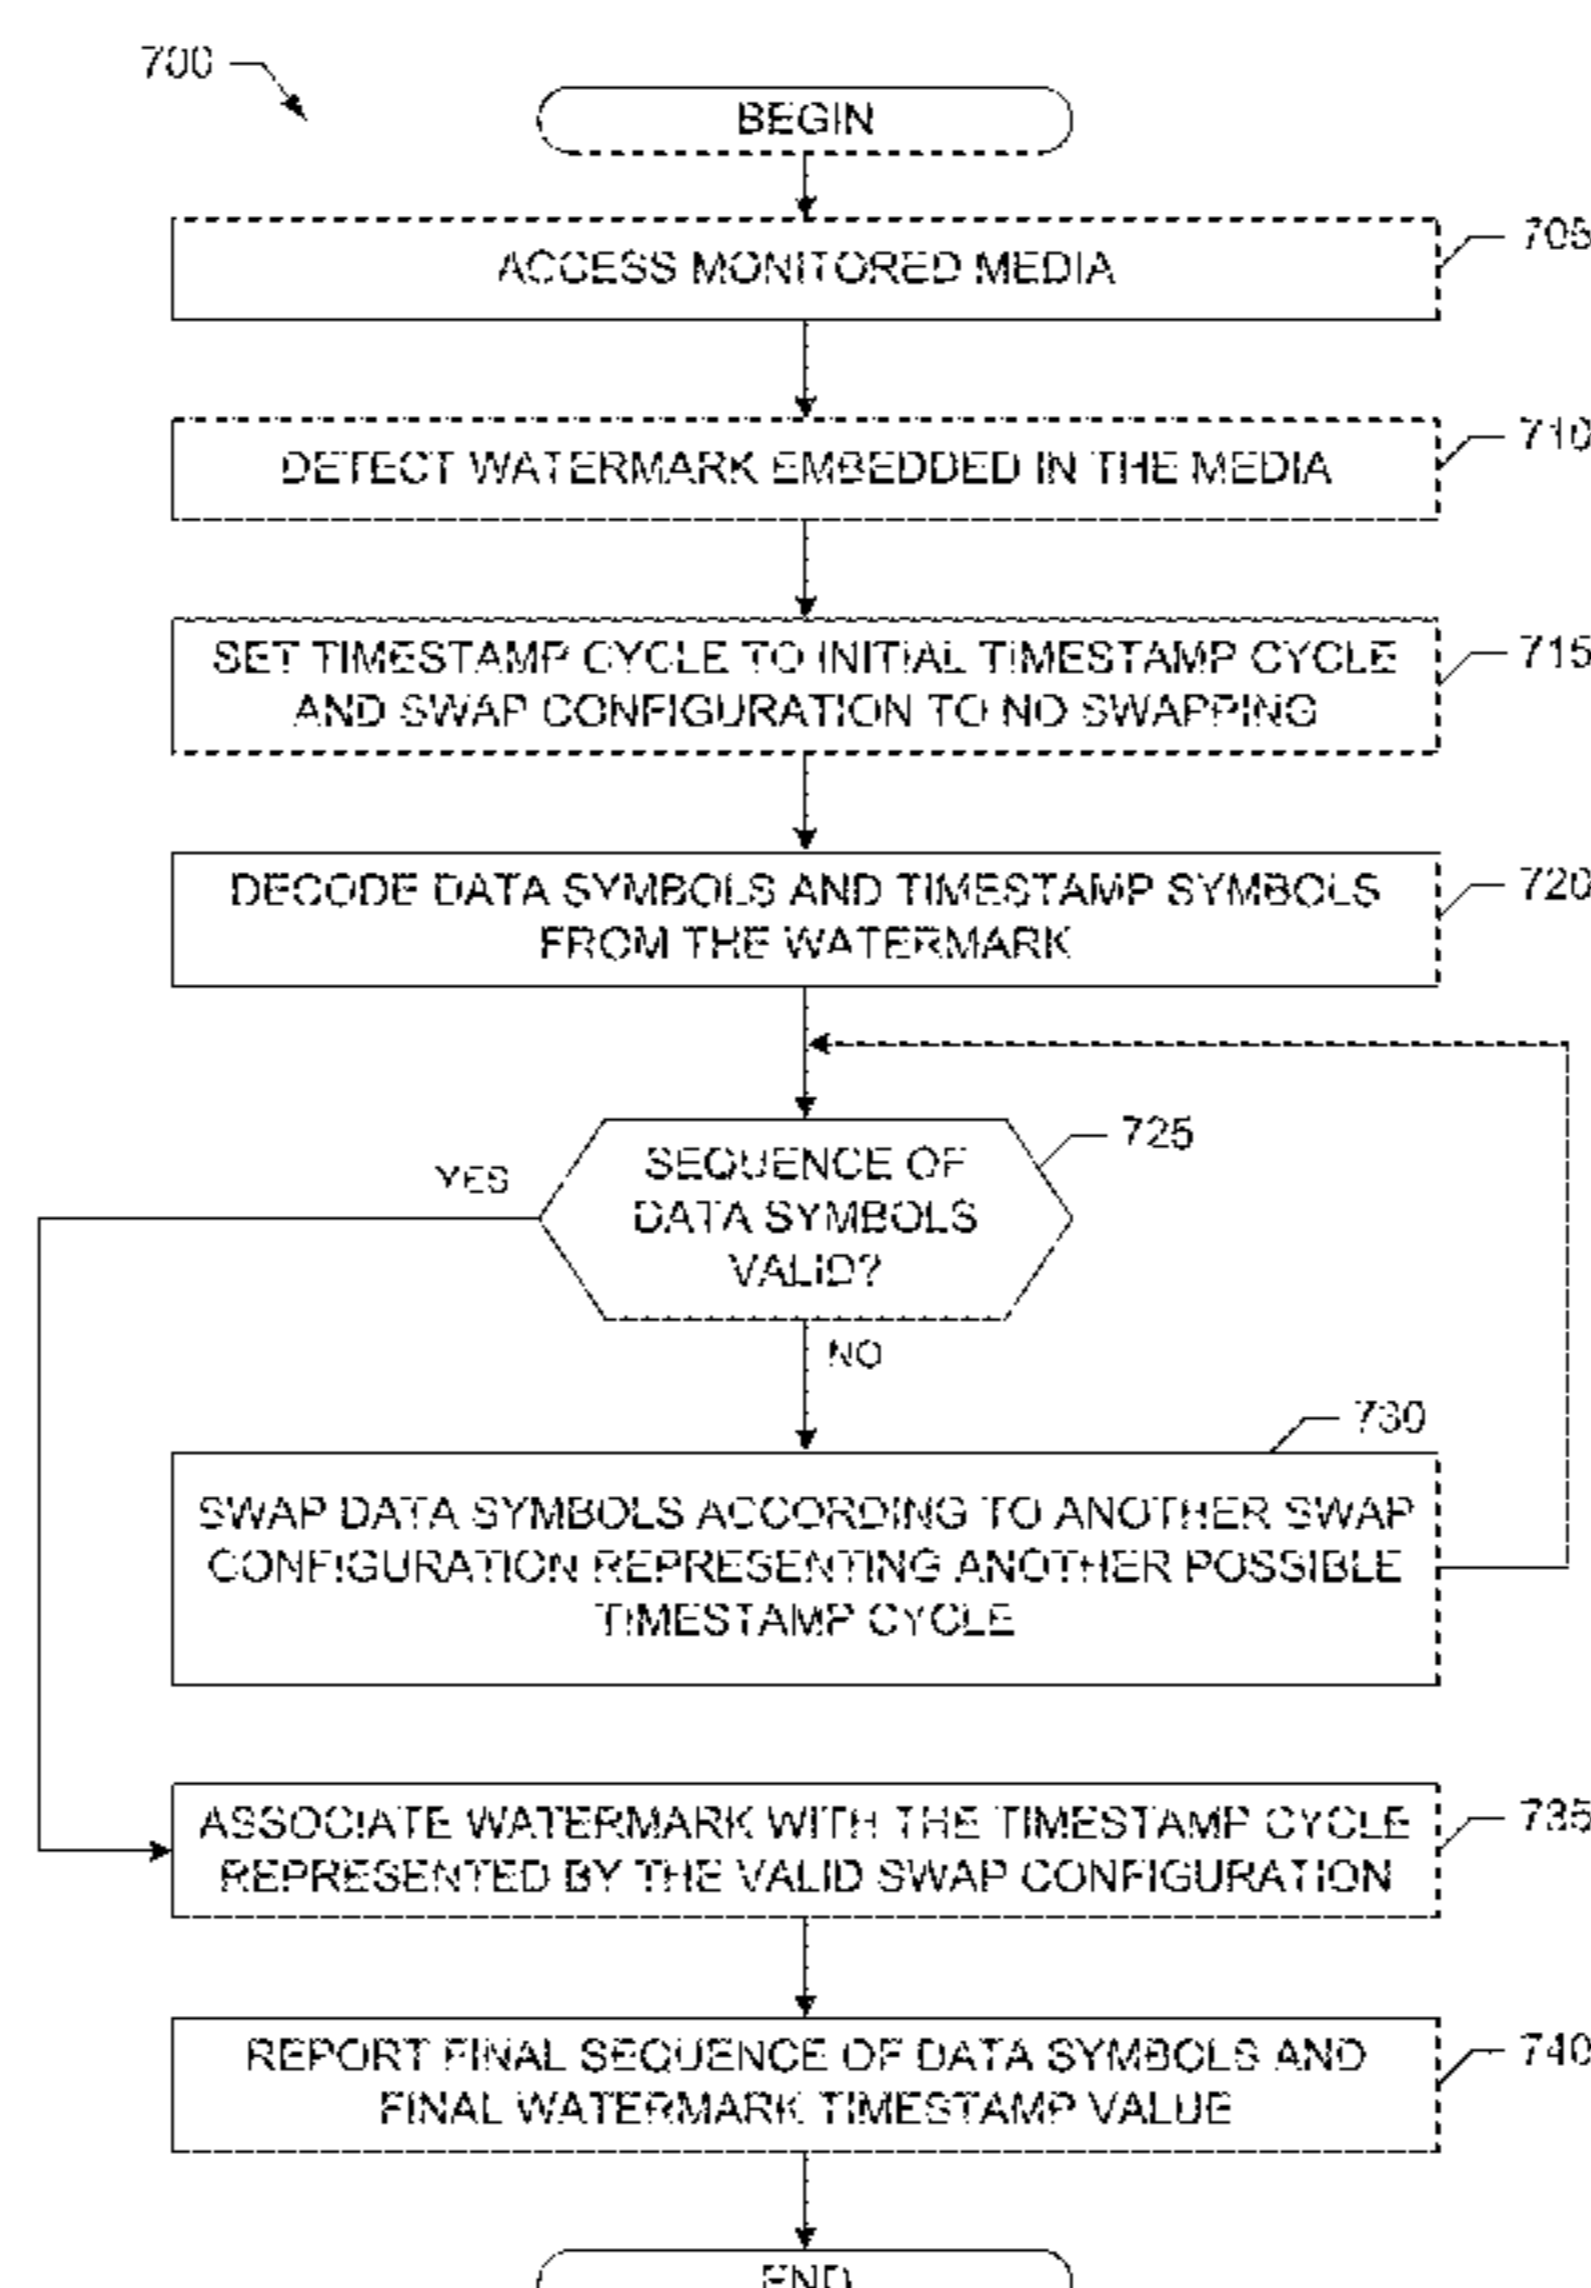 700
BEGIN
ACCESS MONITORED MEDIA
705
DETECT WATERMARK EMBEDDED IN THE MEDIA
710
SET TIMESTAMP CYCLE TO INITIAL TIMESTAMP CYCLE
AND SWAP CONFIGURATION TO NO SWAPPING
715
DECODE DATA SYMBOLS AND TIMESTAMP SYMBOLS
FROM THE WATERMARK
720
SEQUENCE OF
DATA SYMBOLS
VALID?
725
YES
NO
730
SWAP DATA SYMBOLS ACCORDING TO ANOTHER SWAP
CONFIGURATION REPRESENTING ANOTHER POSSIBLE
TIMESTAMP CYCLE
ASSOCIATE WATERMARK WITH THE TIMESTAMP CYCLE
REPRESENTED BY THE VALID SWAP CONFIGURATION
735
REPORT FINAL SEQUENCE OF DATA SYMBOLS AND
FINAL WATERMARK TIMESTAMP VALUE
740
END